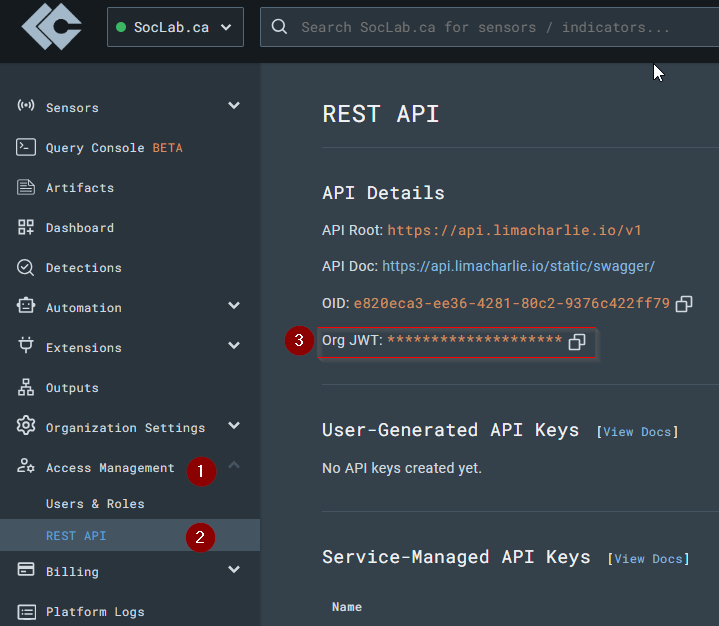 SocLab.ca
Search SocLab.ca for sensors / indicators...
Sensors
Query Console BETA
Artifacts
Dashboard
Detections
Automation
Extensions
Outputs
Organization Settings
Access Management 1
Users & Roles
REST API 2
Billing
Platform Logs
REST API
API Details
API Root: https://api.limacharlie.io/v1
API Doc: https://api.limacharlie.io/static/swagger/
OID: e820eca3-ee36-4281-80c2-9376c422ff79
3 Org JWT: ********************
User-Generated API Keys [View Docs]
No API keys created yet.
Service-Managed API Keys [View Docs]
Name